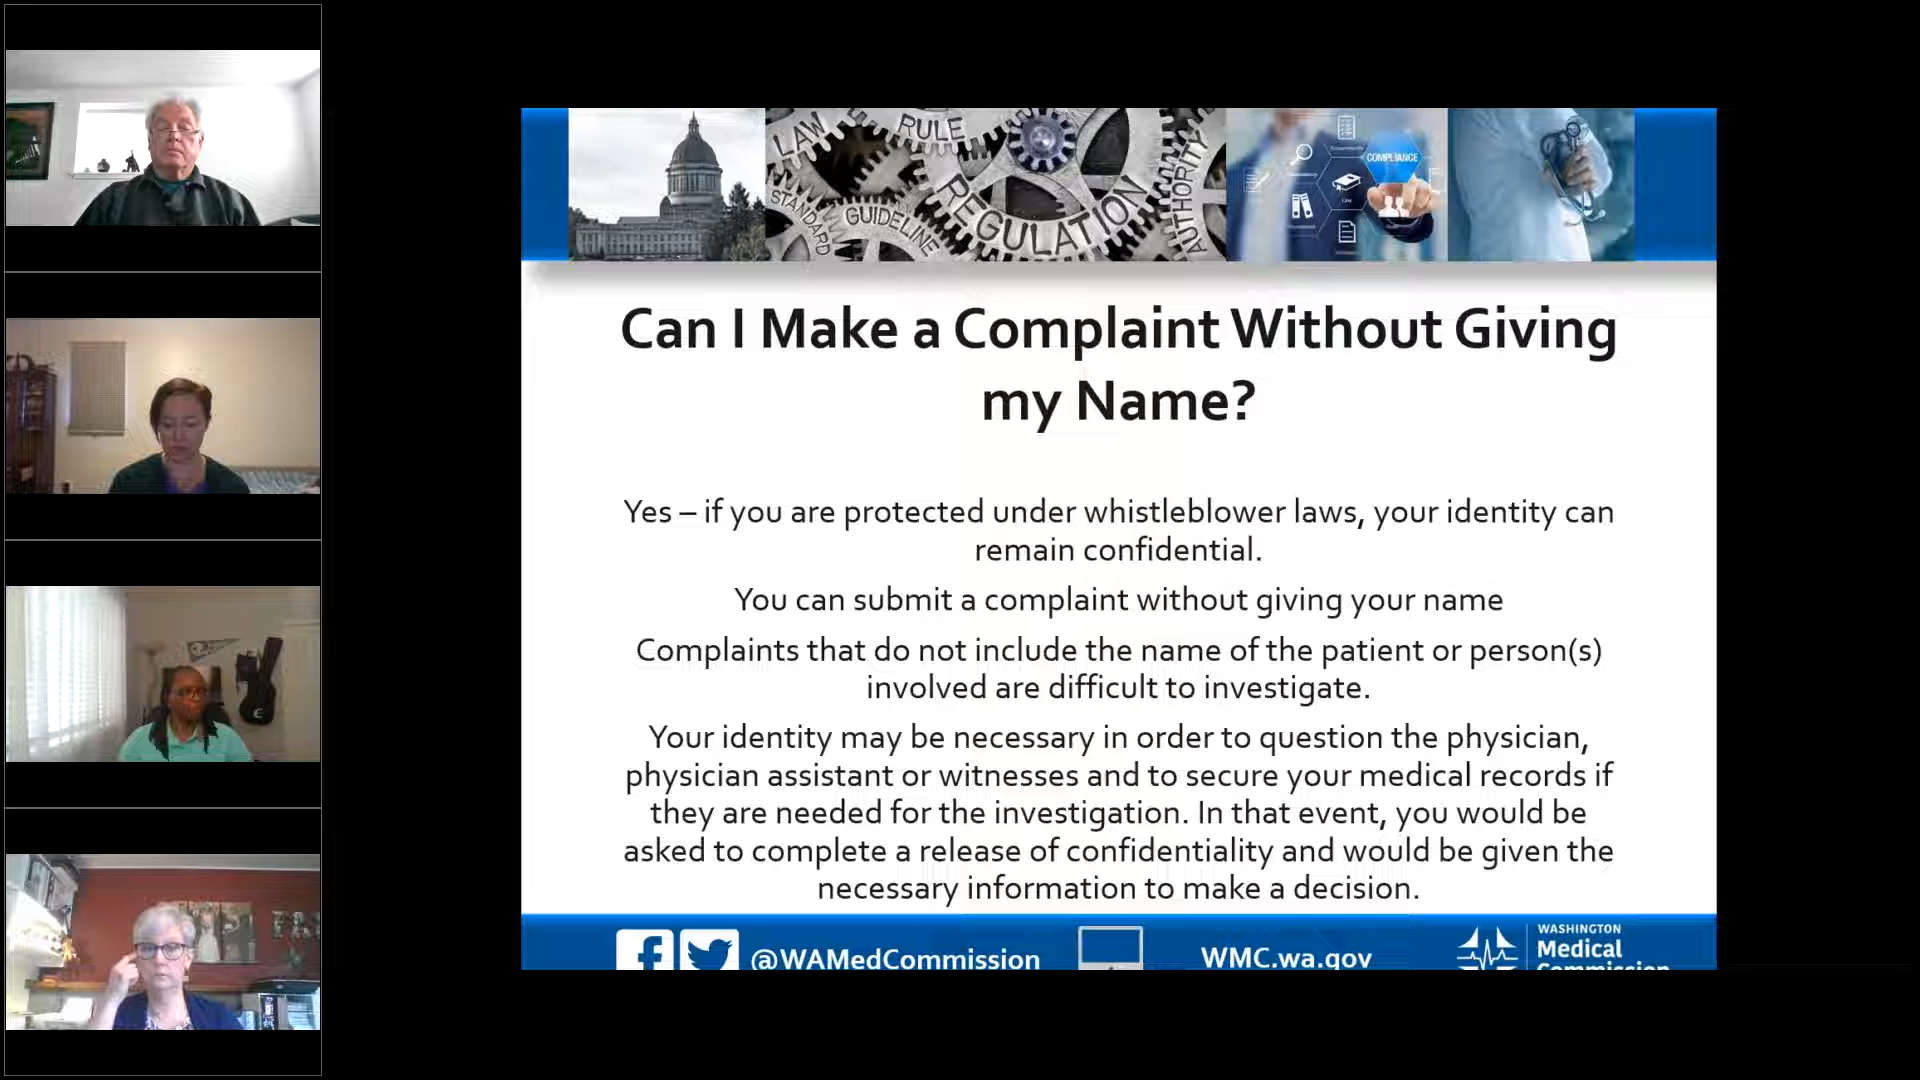 LAW
RULE
STANDARD
GUIDELINE
REGULATION
AUTHORITY
COMPLIANCE
Law
Can I Make a Complaint Without Giving
my Name?
Yes – if you are protected under whistleblower laws, your identity can
remain confidential.
You can submit a complaint without giving your name
Complaints that do not include the name of the patient or person(s)
involved are difficult to investigate.
Your identity may be necessary in order to question the physician,
physician assistant or witnesses and to secure your medical records if
they are needed for the investigation. In that event, you would be
asked to complete a release of confidentiality and would be given the
necessary information to make a decision.
@WAMedCommission
WMC.wa.gov
WASHINGTON
Medical
Commission